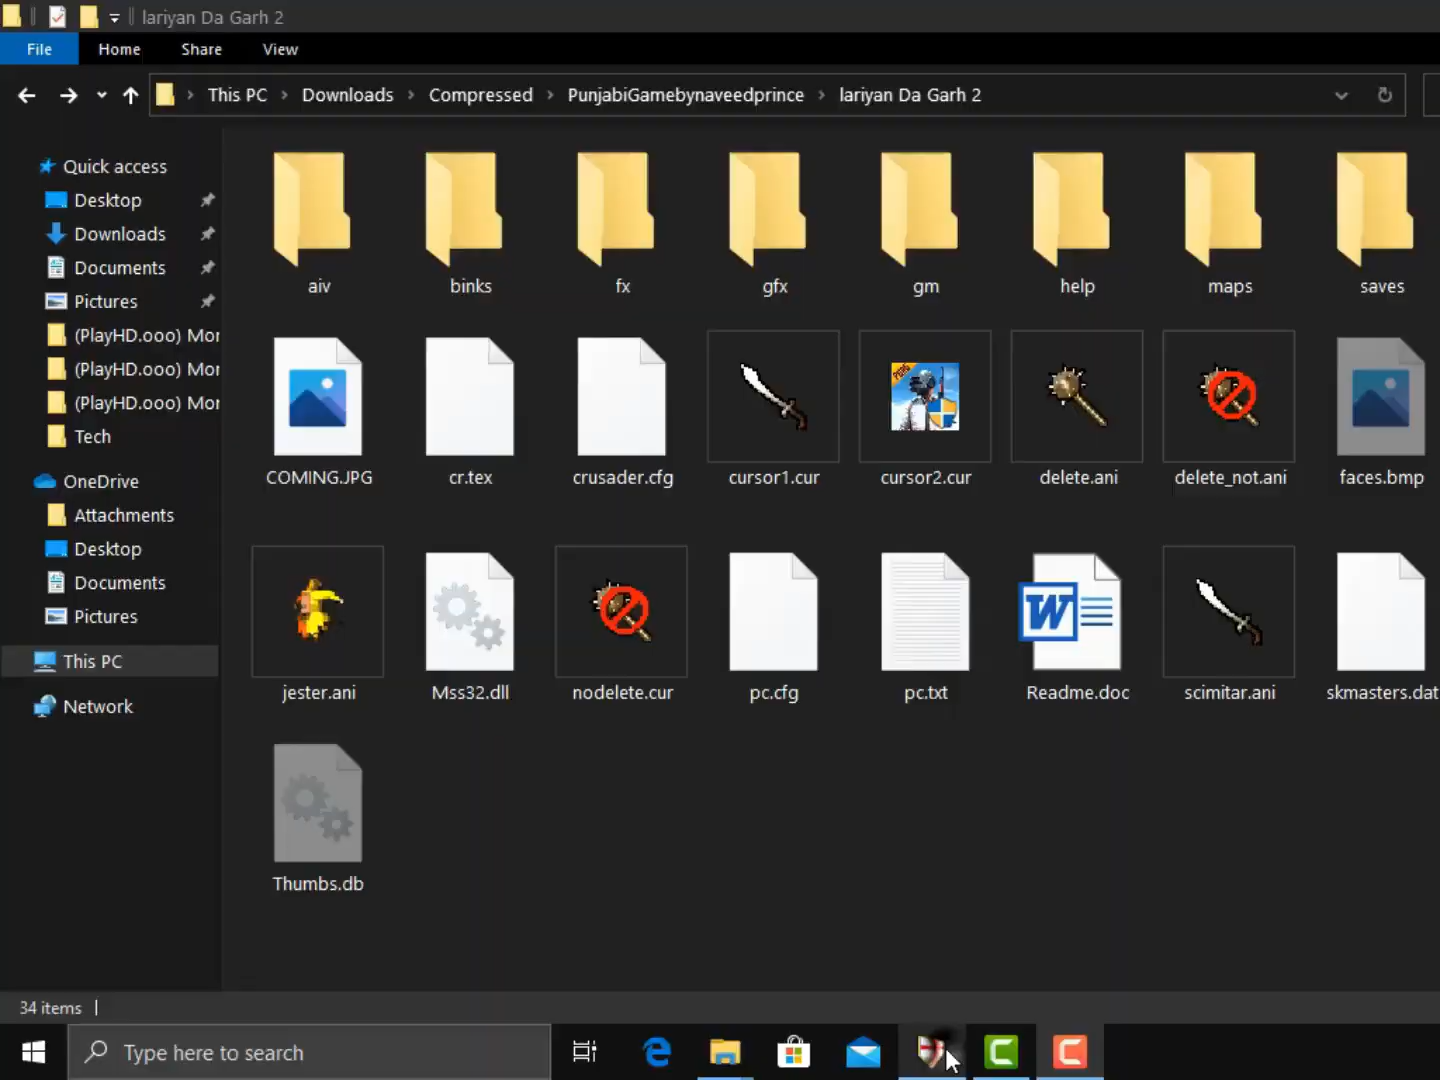 lariyan Da Garh 2
File Home Share View
This PC Downloads Compressed PunjabiGamebynaveedprince lariyan Da Garh 2
Quick access
Desktop
Downloads
Documents
Pictures
(PlayHD.ooo) Mor
(PlayHD.ooo) Mor
(PlayHD.ooo) Mor
Tech
OneDrive
Attachments
Desktop
Documents
Pictures
This PC
Network
aiv binks fx gfx gm help maps saves
COMING.JPG cr.tex crusader.cfg cursor1.cur cursor2.cur delete.ani delete_not.ani faces.bmp
jester.ani Mss32.dll nodelete.cur pc.cfg pc.txt Readme.doc scimitar.ani skmasters.dat
Thumbs.db
34 items
Type here to search